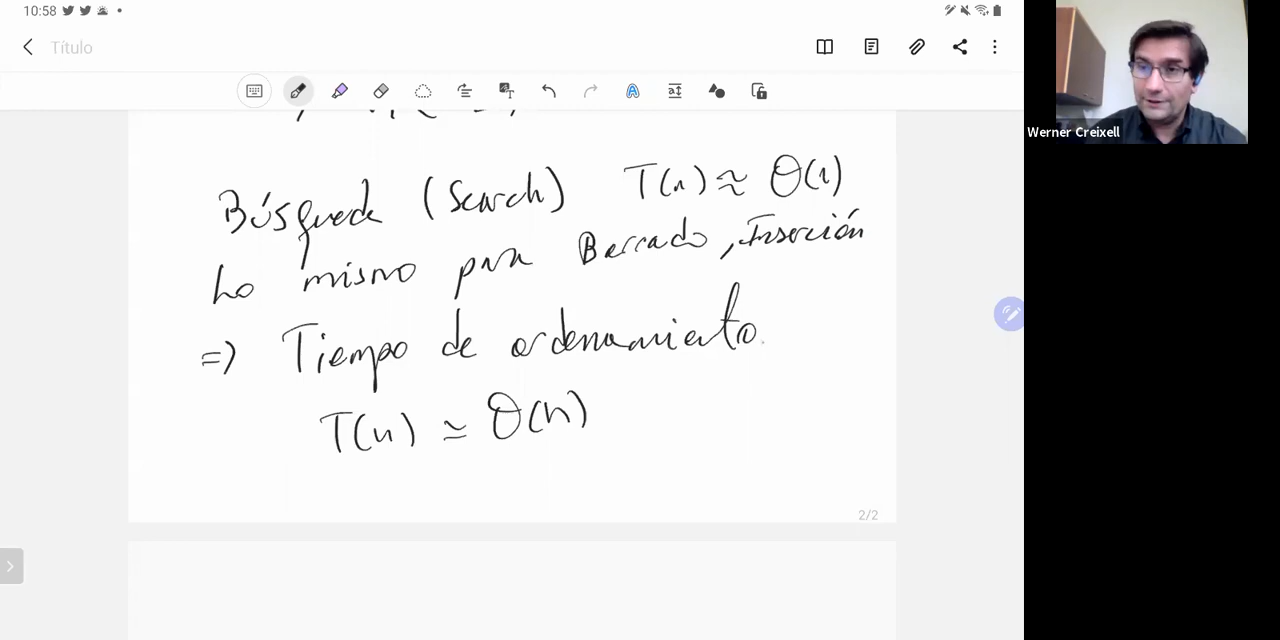 10:58
Título
Werner Creixell
Búsqueda (Search) T(n) ≈ Θ(1)
Lo mismo para Borrado, Inserción
=> Tiempo de ordenamiento.
T(n) ≃ Θ(n)
2/2